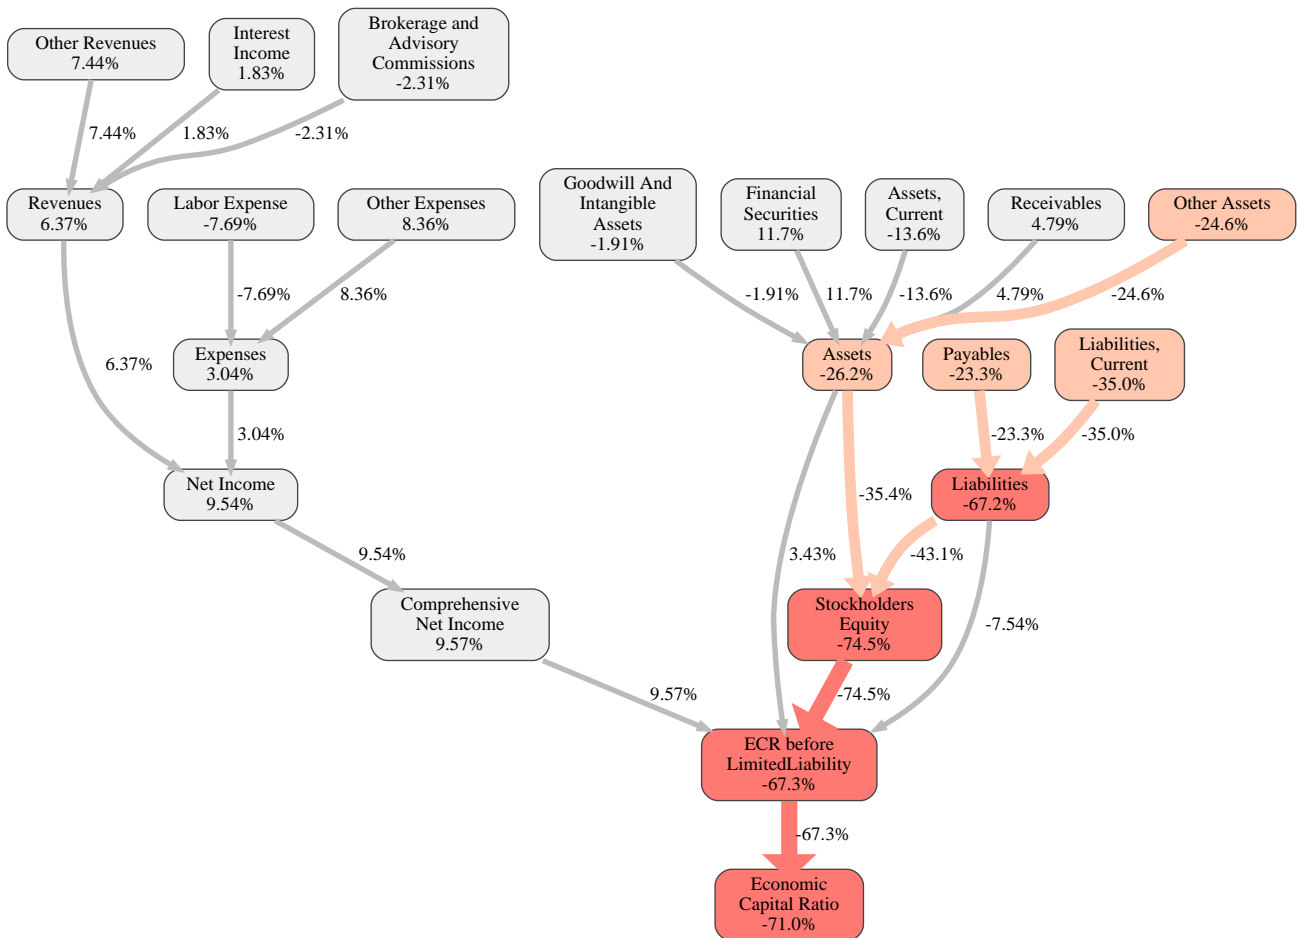 Other Revenues
7.44%
Interest
Income
1.83%
Brokerage and
Advisory
Commissions
-2.31%
7.44%
1.83%
-2.31%
Revenues
6.37%
Labor Expense
-7.69%
Other Expenses
8.36%
Goodwill And
Intangible
Assets
-1.91%
Financial
Securities
11.7%
Assets,
Current
-13.6%
Receivables
4.79%
Other Assets
-24.6%
-7.69%
8.36%
-1.91%
11.7%
-13.6%
4.79%
-24.6%
6.37%
Expenses
3.04%
Assets
-26.2%
Payables
-23.3%
Liabilities,
Current
-35.0%
3.04%
-23.3%
-35.0%
Net Income
9.54%
-35.4%
Liabilities
-67.2%
9.54%
3.43%
-43.1%
Comprehensive
Net Income
9.57%
Stockholders
Equity
-74.5%
-7.54%
9.57%
-74.5%
ECR before
LimitedLiability
-67.3%
-67.3%
Economic
Capital Ratio
-71.0%